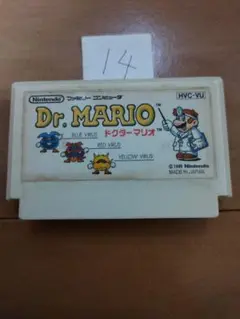 14
Nintendo ファミリー コンピュータ
HVC-VU
Dr. MARIO
ドクターマリオ
BLUE VIRUS
RED VIRUS
YELLOW VIRUS
Nintendo
MADE IN JAPAN